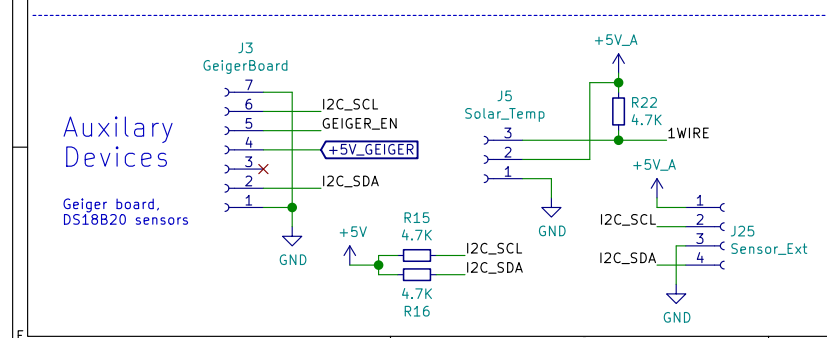 Auxilary
Devices
Geiger board,
DS18B20 sensors
J3
GeigerBoard
7
6
I2C_SCL
5
GEIGER_EN
4
+5V_GEIGER
3
2
I2C_SDA
1
GND
+5V
R15
4.7K
I2C_SCL
I2C_SDA
4.7K
R16
J5
Solar_Temp
3
2
1
GND
+5V_A
R22
4.7K
1WIRE
+5V_A
1
I2C_SCL
2
J25
3
Sensor_Ext
I2C_SDA
4
GND